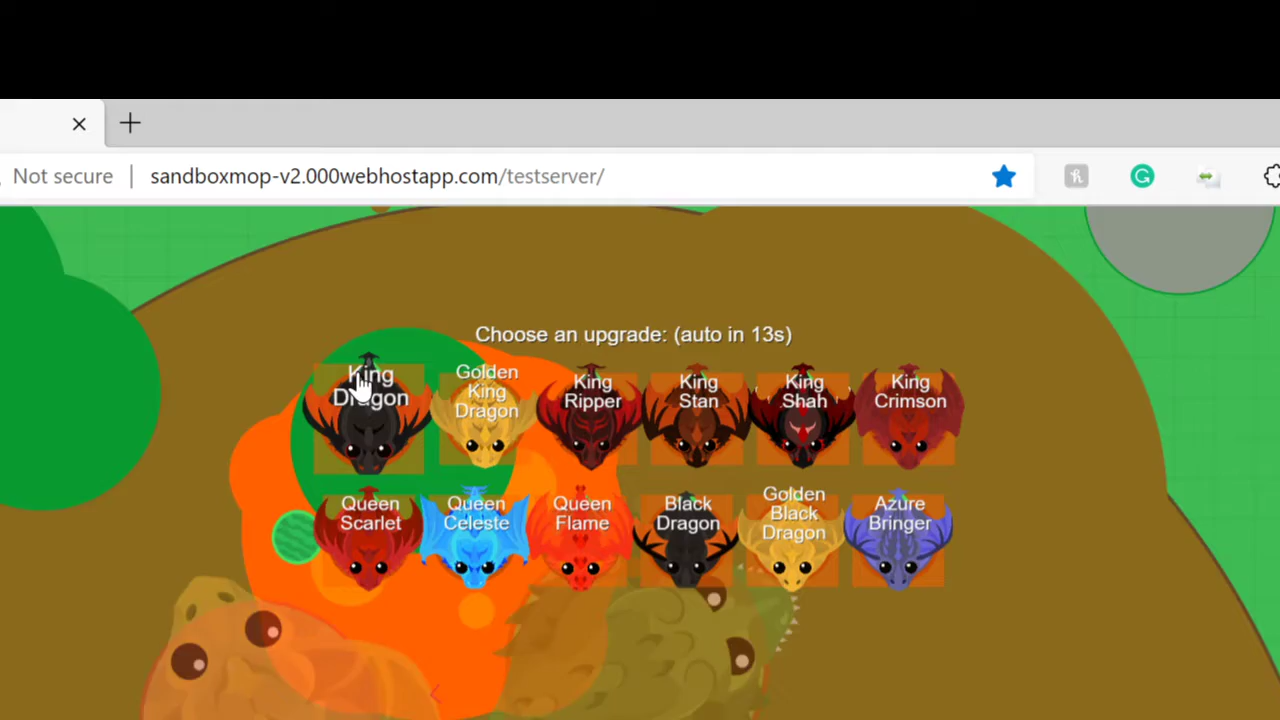 Not secure
sandboxmop-v2.000webhostapp.com/testserver/
Choose an upgrade: (auto in 13s)
King
Dragon
Golden
King
Dragon
King
Ripper
King
Stan
King
Shah
King
Crimson
Queen
Scarlet
Queen
Celeste
Queen
Flame
Black
Dragon
Golden
Black
Dragon
Azure
Bringer